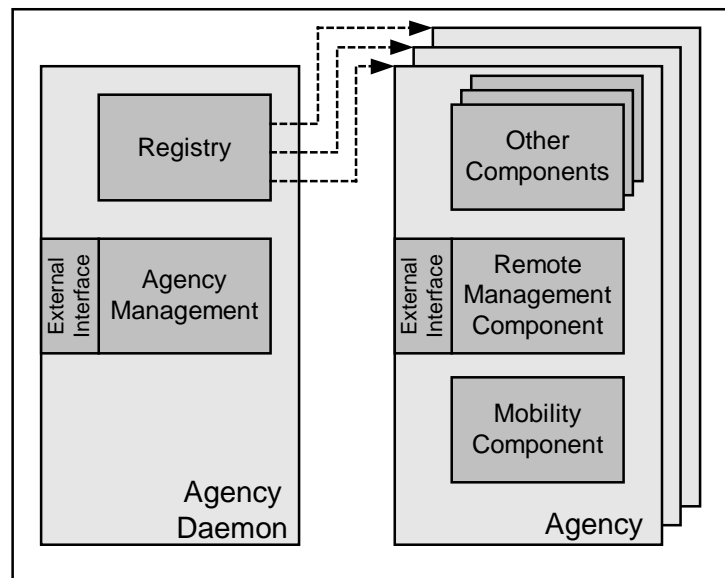 Registry
External
Interface
Agency
Management
Agency
Daemon
Other
Components
External
Interface
Remote
Management
Component
Mobility
Component
Agency